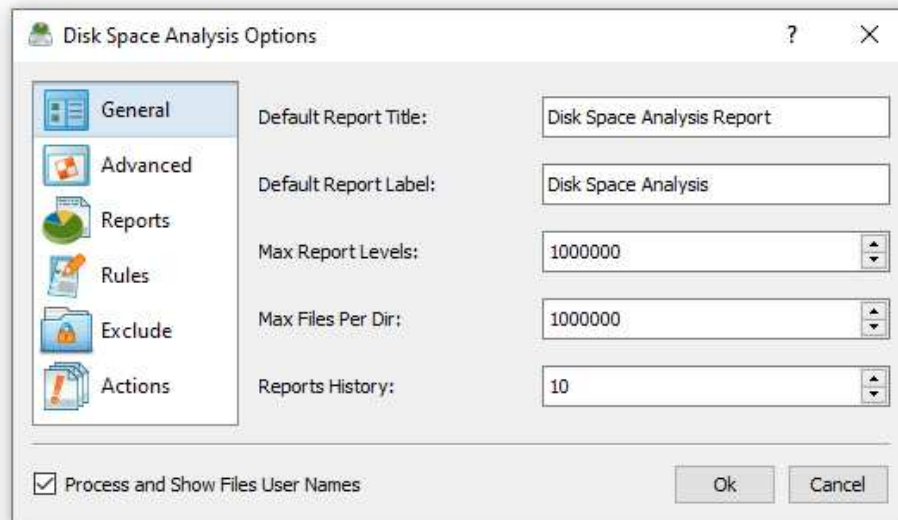 Disk Space Analysis Options
?
General
Advanced
Reports
Rules
Exclude
Actions
Default Report Title: Disk Space Analysis Report
Default Report Label: Disk Space Analysis
Max Report Levels: 1000000
Max Files Per Dir: 1000000
Reports History: 10
Process and Show Files User Names
Ok Cancel